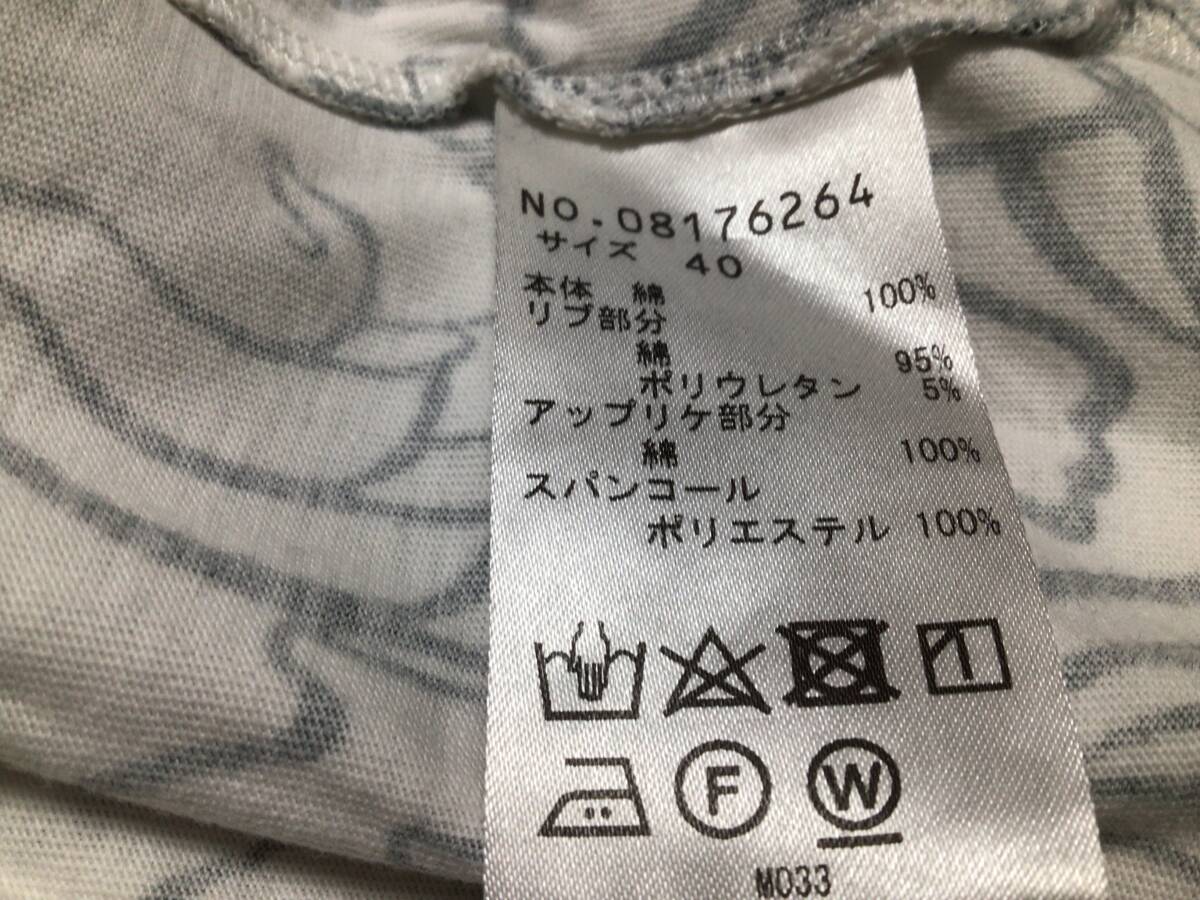 NO.08176264
サイズ 40
本体 綿 100%
リブ部分
綿 95%
ポリウレタン 5%
アップリケ部分
綿 100%
スパンコール
ポリエステル 100%
F W
M033